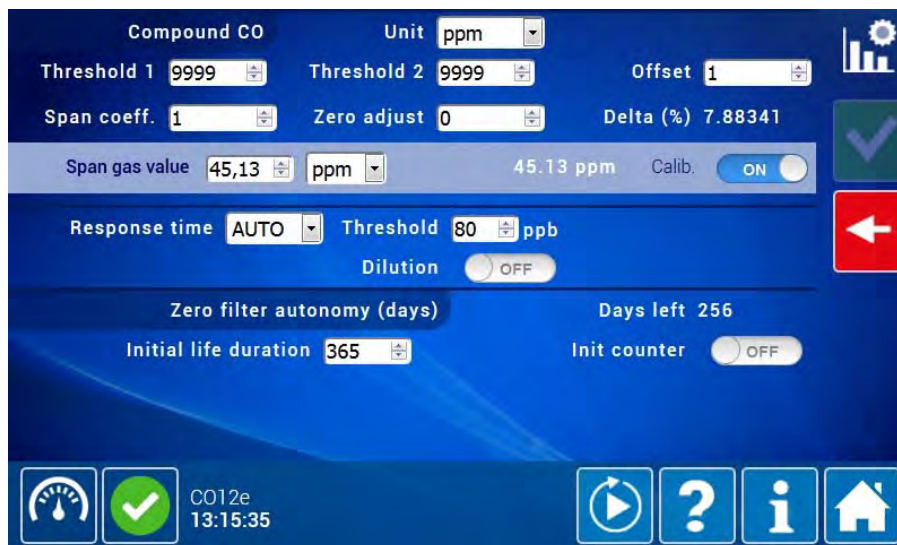 Compound CO Unit ppm
Threshold 1 9999 Threshold 2 9999 Offset 1
Span coeff. 1 Zero adjust 0 Delta (%) 7.88341
Span gas value 45,13 ppm 45.13 ppm Calib. ON
Response time AUTO Threshold 80 ppb
Dilution OFF
Zero filter autonomy (days) Days left 256
Initial life duration 365 Init counter OFF
CO12e
13:15:35
? i